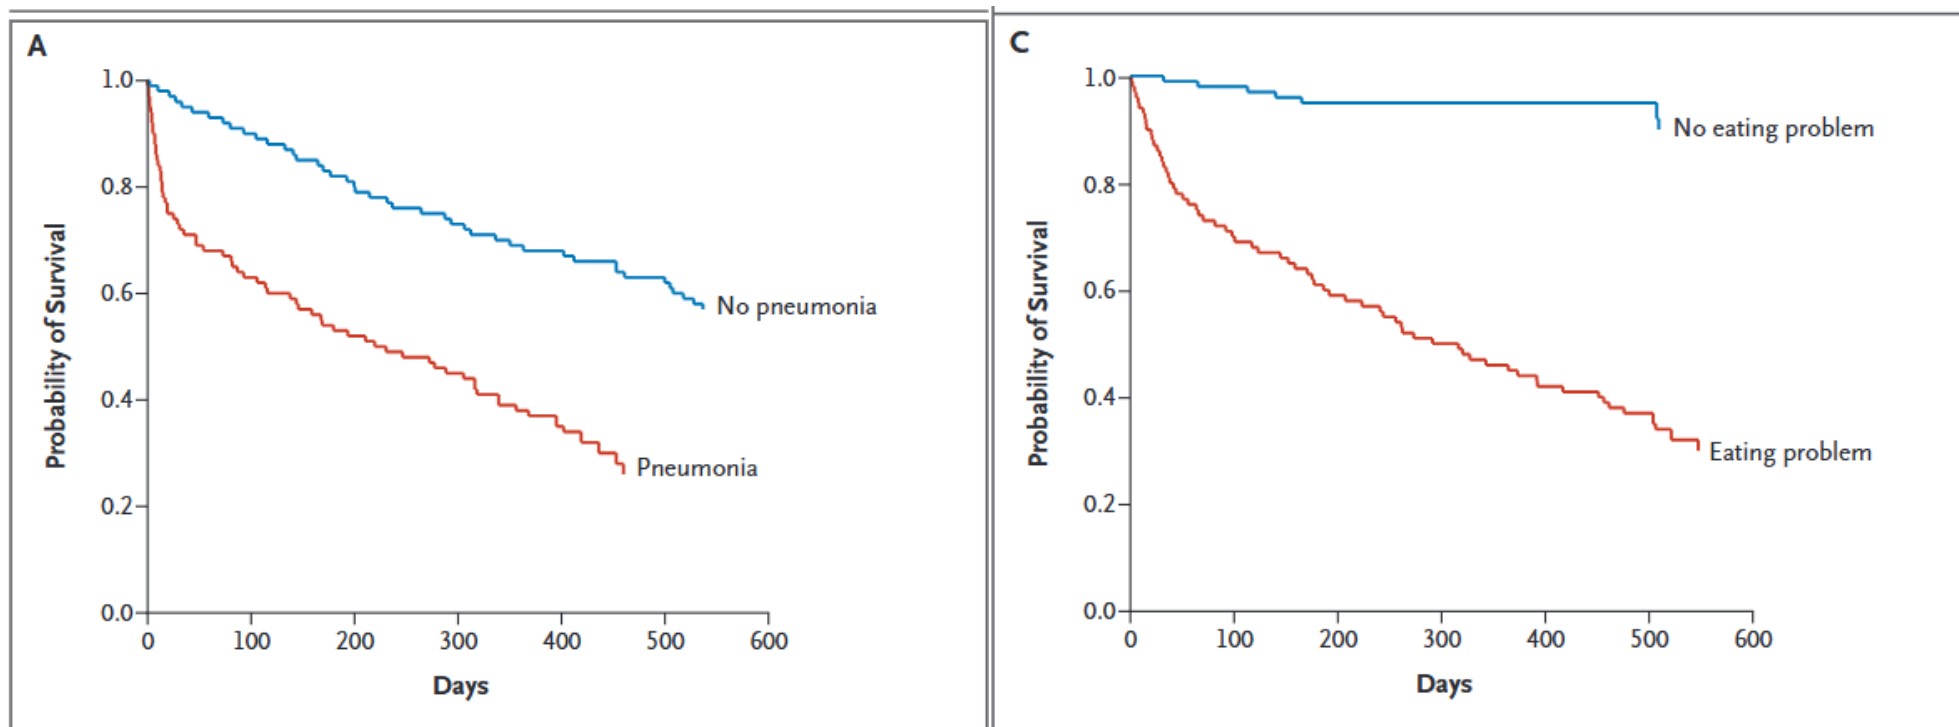 A
1.0
0.8
0.6
0.4
0.2
0.0
Probability of Survival
No pneumonia
Pneumonia
0 100 200 300 400 500 600
Days
C
1.0
0.8
0.6
0.4
0.2
0.0
Probability of Survival
No eating problem
Eating problem
0 100 200 300 400 500 600
Days